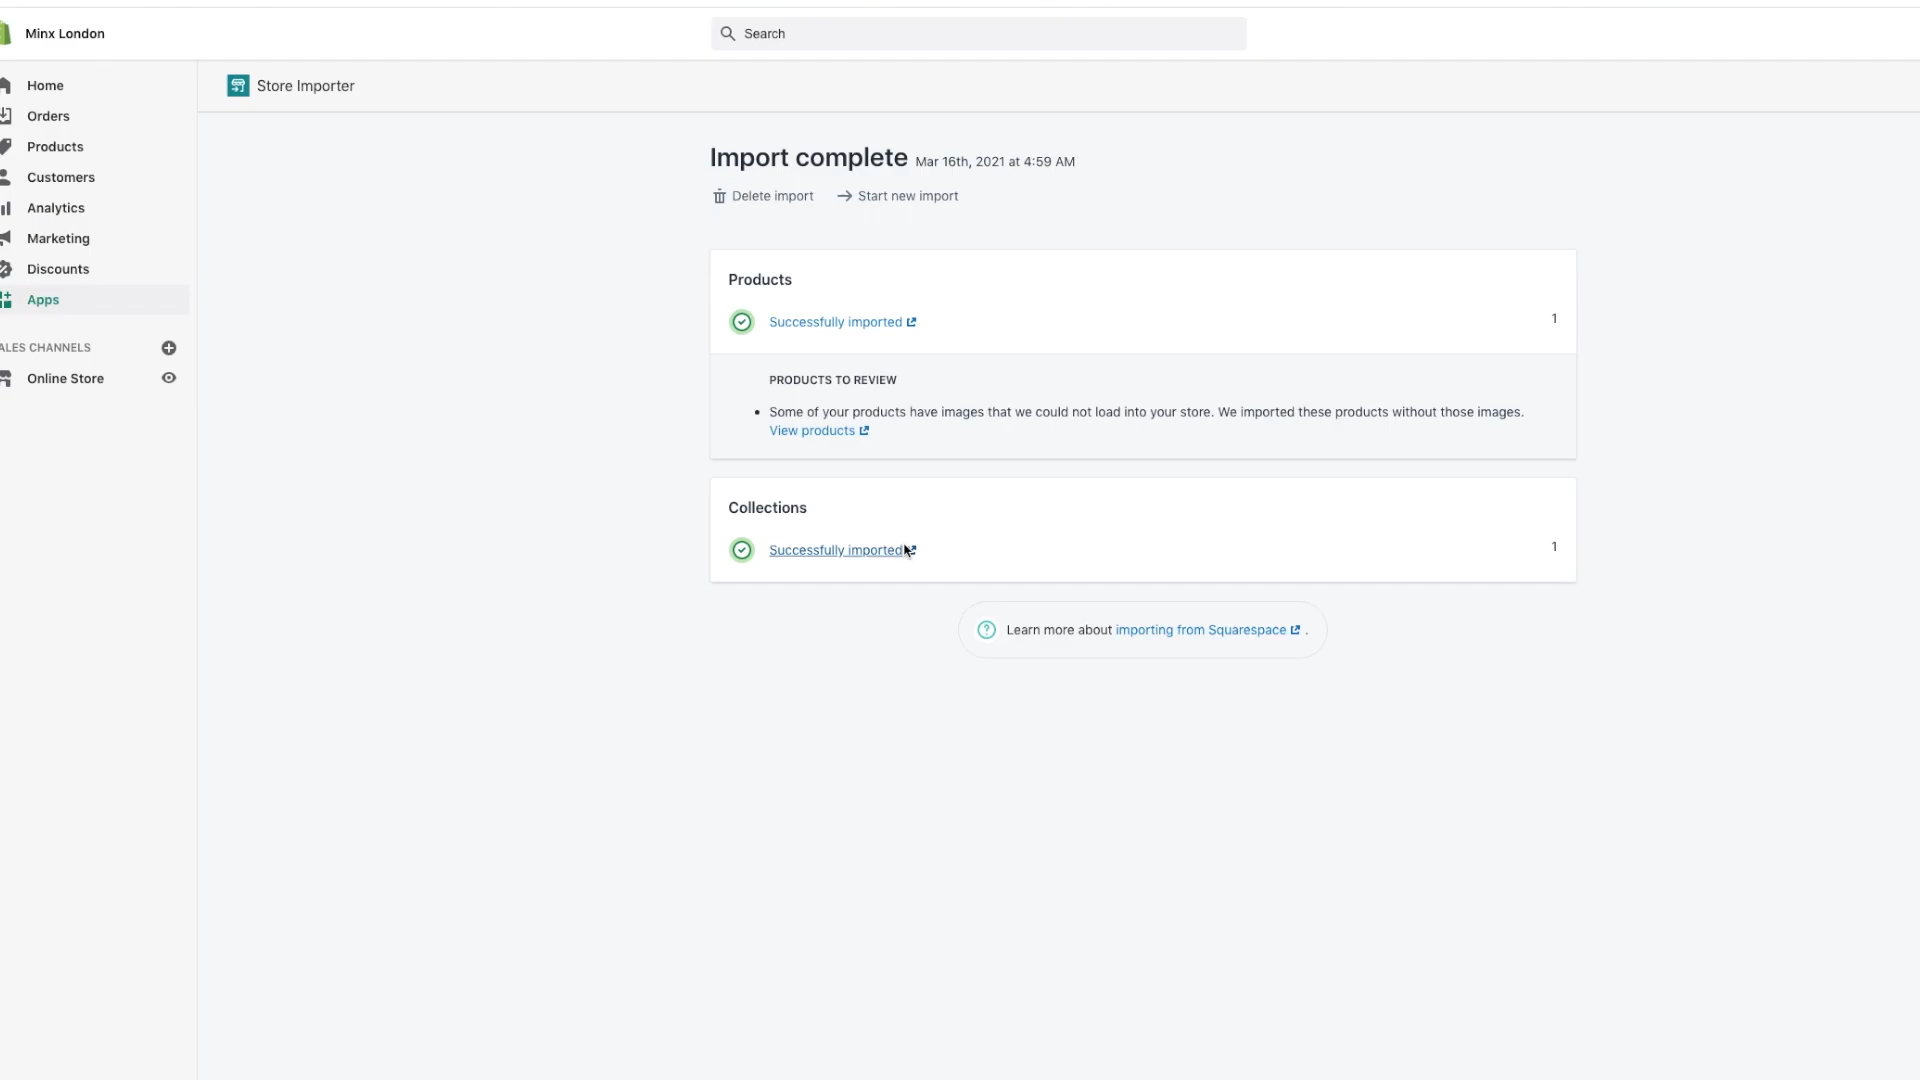 Minx London
Search
Home
Orders
Products
Customers
Analytics
Marketing
Discounts
Apps
ALES CHANNELS
Online Store
Store Importer
Import complete Mar 16th, 2021 at 4:59 AM
Delete import Start new import
Products
Successfully imported 1
PRODUCTS TO REVIEW
Some of your products have images that we could not load into your store. We imported these products without those images.
View products
Collections
Successfully imported 1
Learn more about importing from Squarespace .